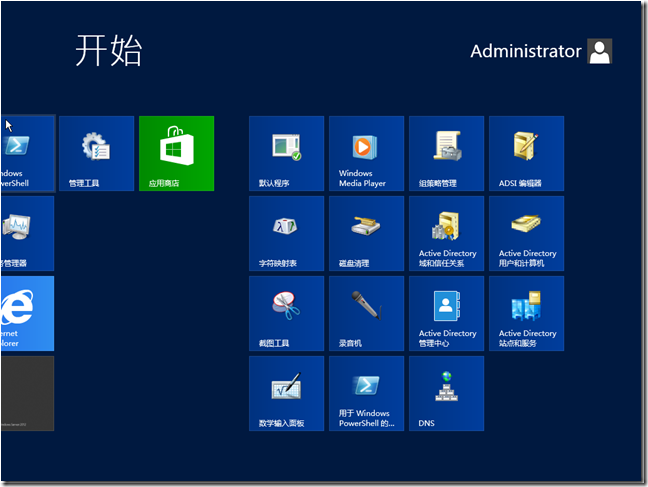 开始
Administrator
ndows
werShell
管理工具
应用商店
默认程序
Windows
Media Player
组策略管理
ADSI 编辑器
务管理器
字符映射表
磁盘清理
Active Directory
域和信任关系
Active Directory
用户和计算机
ernet
plorer
截图工具
录音机
Active Directory
管理中心
Active Directory
站点和服务
数学输入面板
用于 Windows
PowerShell 的...
DNS